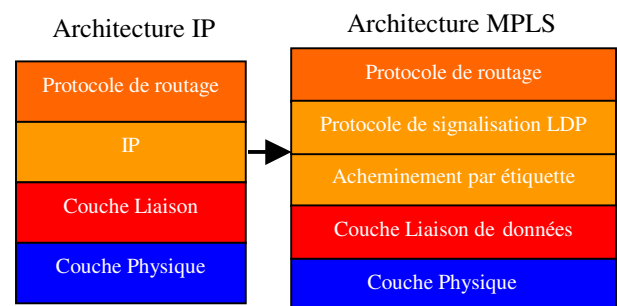 Architecture IP
Protocole de routage
IP
Couche Liaison
Couche Physique
Architecture MPLS
Protocole de routage
Protocole de signalisation LDP
Acheminement par étiquette
Couche Liaison de données
Couche Physique